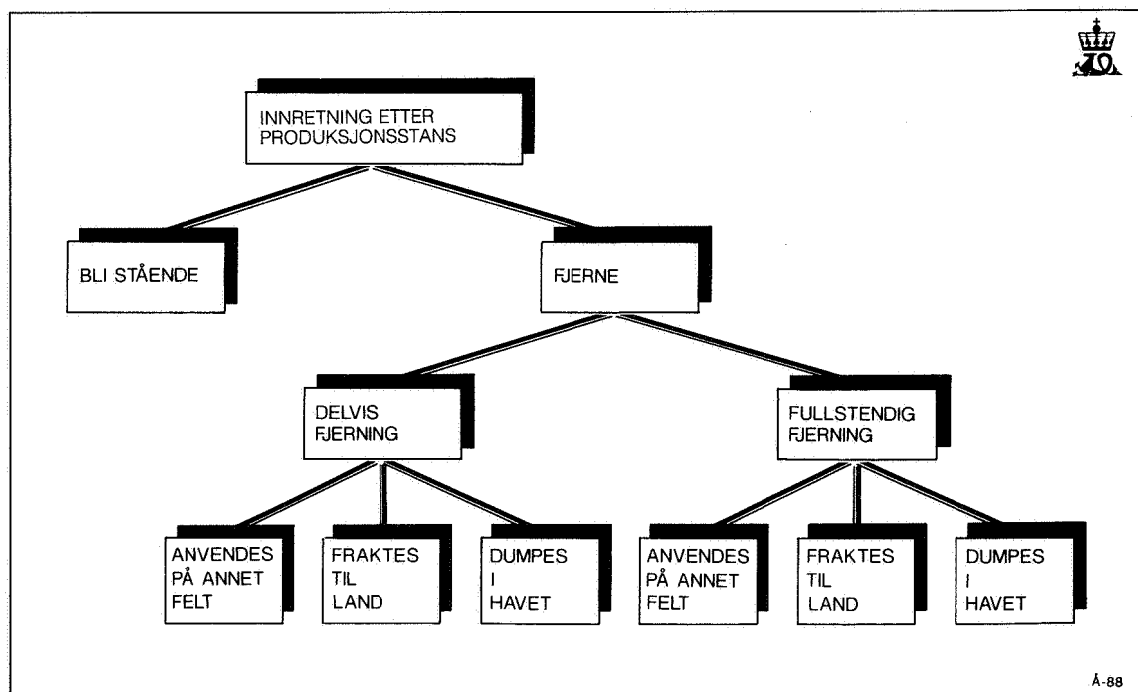 INNRETNING ETTER
PRODUKSJONSSTANS
BLI STÅENDE
FJERNE
DELVIS
FJERNING
FULLSTENDIG
FJERNING
ANVENDES
PÅ ANNET
FELT
FRAKTES
TIL
LAND
DUMPES
I
HAVET
ANVENDES
PÅ ANNET
FELT
FRAKTES
TIL
LAND
DUMPES
I
HAVET
Å-88